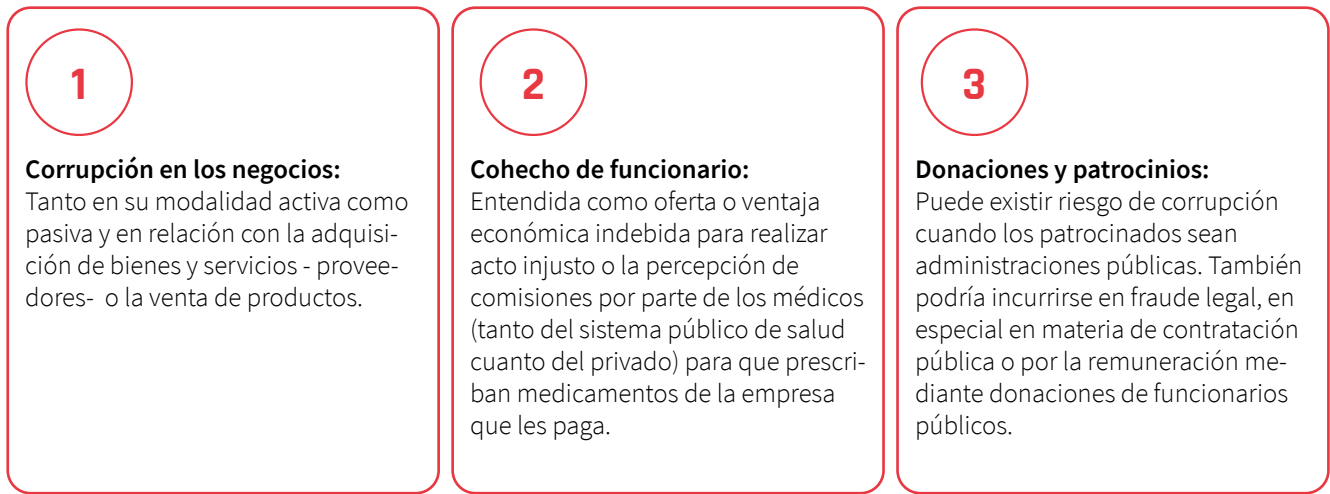 1
Corrupción en los negocios:
Tanto en su modalidad activa como
pasiva y en relación con la adquisi-
ción de bienes y servicios - provee-
dores-  o la venta de productos.
2
Cohecho de funcionario:
Entendida como oferta o ventaja
económica indebida para realizar
acto injusto o la percepción de
comisiones por parte de los médicos
(tanto del sistema público de salud
cuanto del privado) para que prescri-
ban medicamentos de la empresa
que les paga.
3
Donaciones y patrocinios:
Puede existir riesgo de corrupción
cuando los patrocinados sean
administraciones públicas. También
podría incurrirse en fraude legal, en
especial en materia de contratación
pública o por la remuneración me-
diante donaciones de funcionarios
públicos.